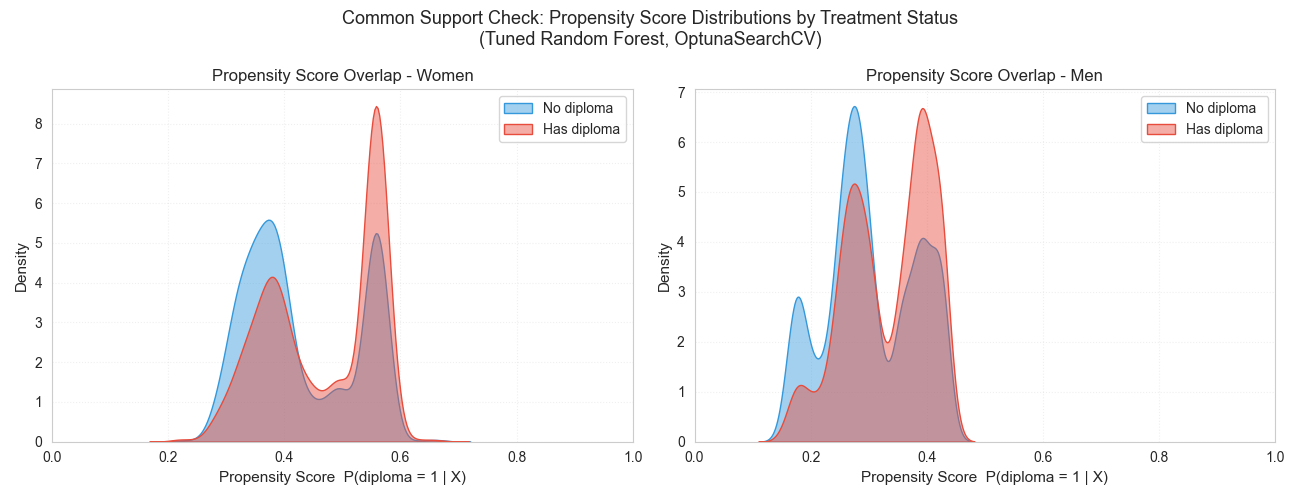 Common Support Check: Propensity Score Distributions by Treatment Status
(Tuned Random Forest, OptunaSearchCV)
Propensity Score Overlap - Women
No diploma
Has diploma
Density
8
7
6
5
4
3
2
1
0
0.0 0.2 0.4 0.6 0.8 1.0
Propensity Score  P(diploma = 1 | X)
Propensity Score Overlap - Men
No diploma
Has diploma
Density
7
6
5
4
3
2
1
0
0.0 0.2 0.4 0.6 0.8 1.0
Propensity Score  P(diploma = 1 | X)